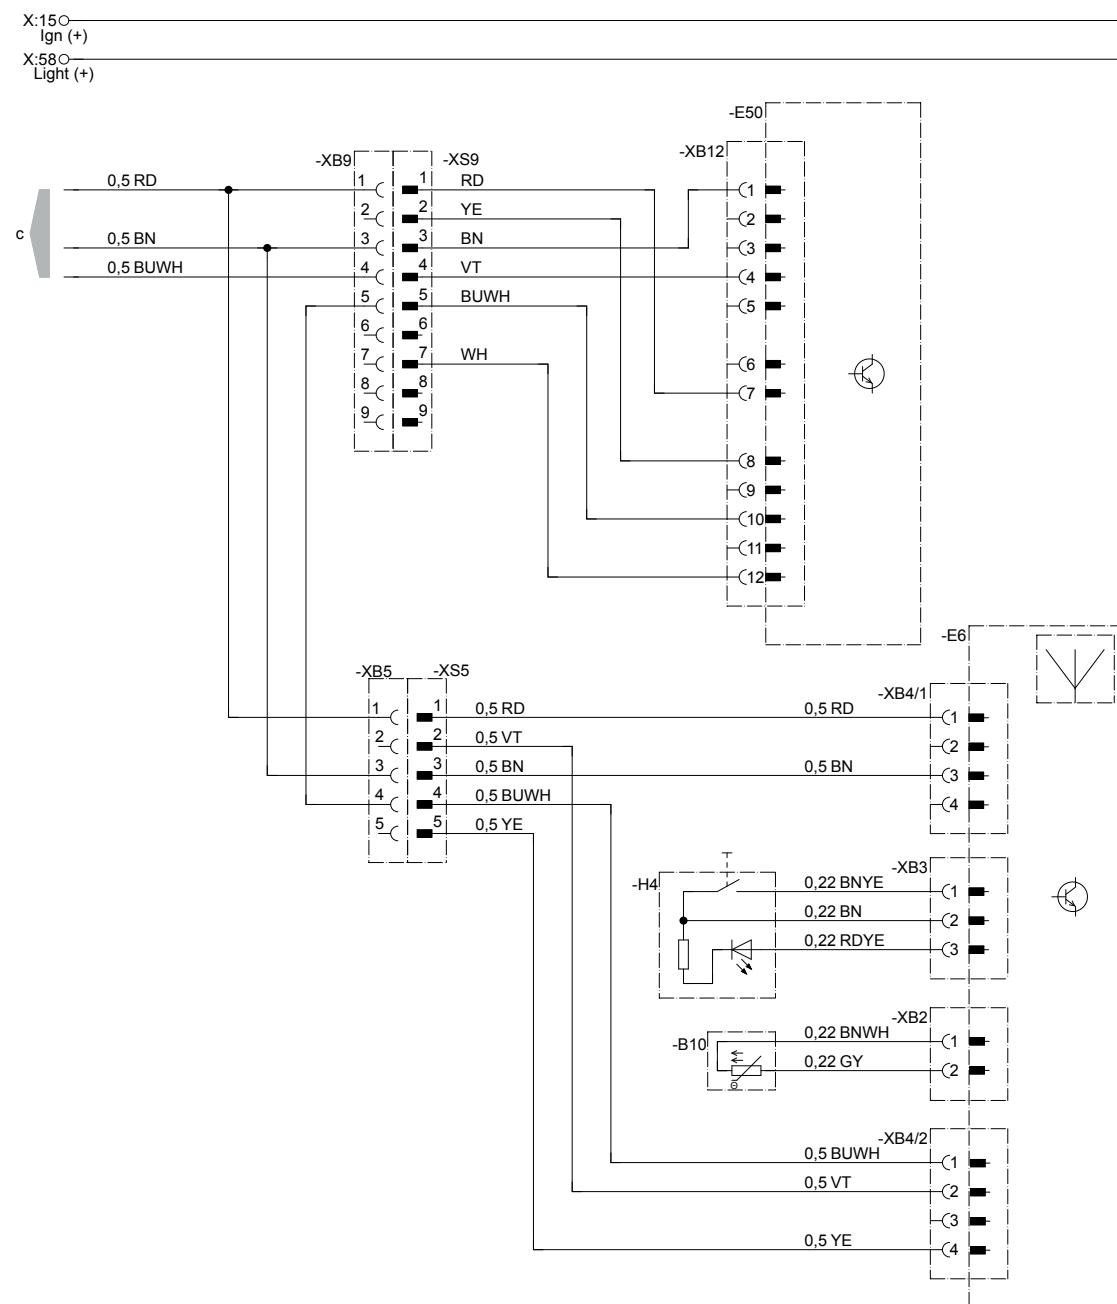 X:15
Ign (+)
X:58
Light (+)
-E50
-XB12
-XB9 -XS9
0,5 RD 1 1 RD 1
2 2 YE 2
c 0,5 BN 3 3 BN 3
0,5 BUWH 4 4 VT 4
5 5 BUWH 5
6 6
7 7 WH 6
8 8 7
9 9
8
9
10
11
12
-E6
-XB5 -XS5
-XB4/1
1 1 0,5 RD 0,5 RD 1
2 2 0,5 VT 2
3 3 0,5 BN 0,5 BN 3
4 4 0,5 BUWH 4
5 5 0,5 YE
-XB3
-H4 0,22 BNYE 1
0,22 BN 2
0,22 RDYE 3
-XB2
-B10 0,22 BNWH 1
0,22 GY 2
-XB4/2
0,5 BUWH 1
0,5 VT 2
3
0,5 YE 4